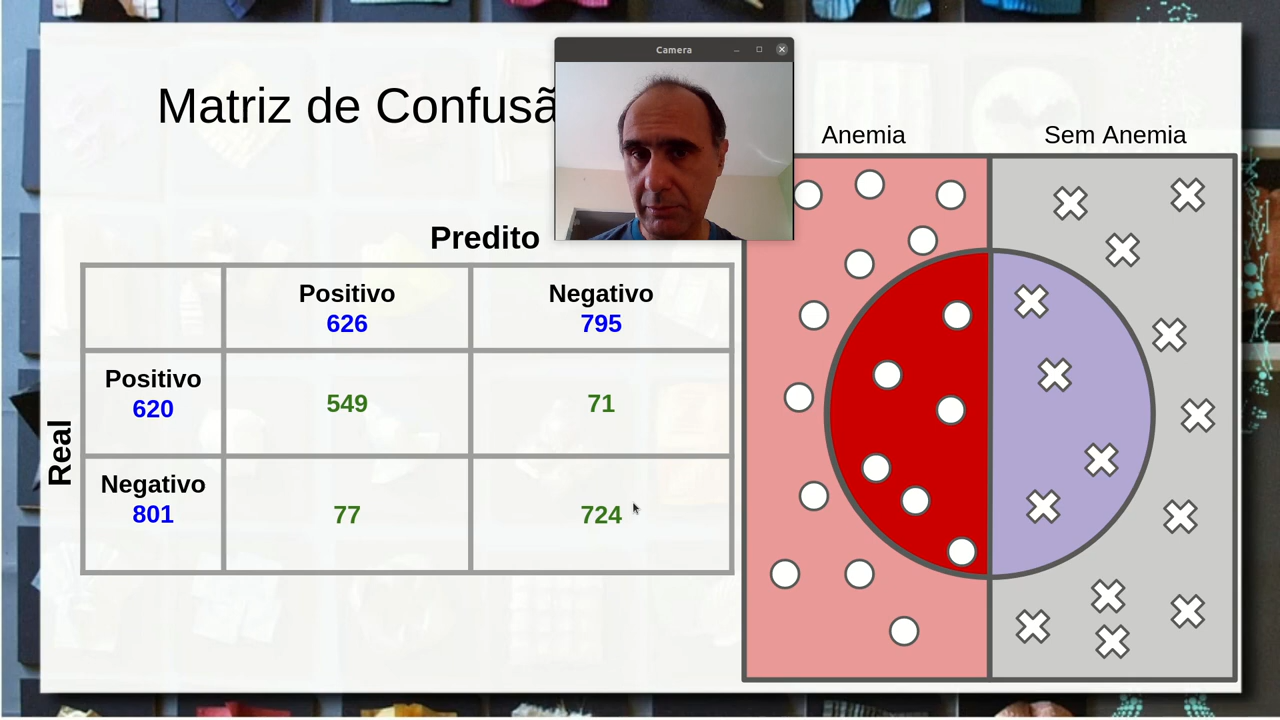 Matriz de Confusã
Camera
Anemia
Sem Anemia
Predito
Positivo
626
Negativo
795
Real
Positivo
620
549
71
Negativo
801
77
724